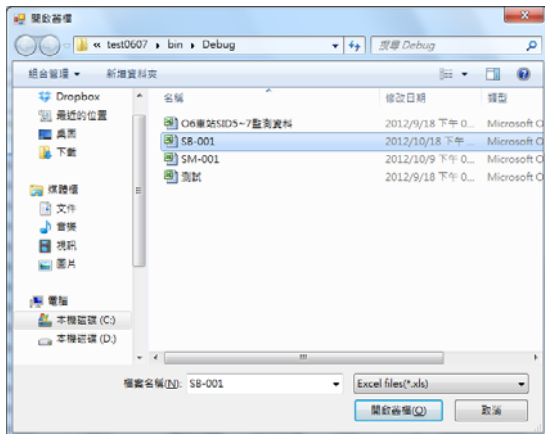 開啟舊檔
« test0607 ▸ bin ▸ Debug
搜尋 Debug
組合管理
新增資料夾
名稱
修改日期
類型
Dropbox
最近的位置
桌面
下載
媒體櫃
文件
音樂
視訊
圖片
電腦
本機磁碟 (C:)
本機磁碟 (D:)
O6車站SID5~7監測資料
2012/9/18 下午 0...
Microsoft O
SB-001
2012/10/18 下午...
Microsoft O
SM-001
2012/10/9 下午 0...
Microsoft O
測試
2012/9/18 下午 0...
Microsoft O
檔案名稱(N):
SB-001
Excel files(*.xls)
開啟舊檔(O)
取消